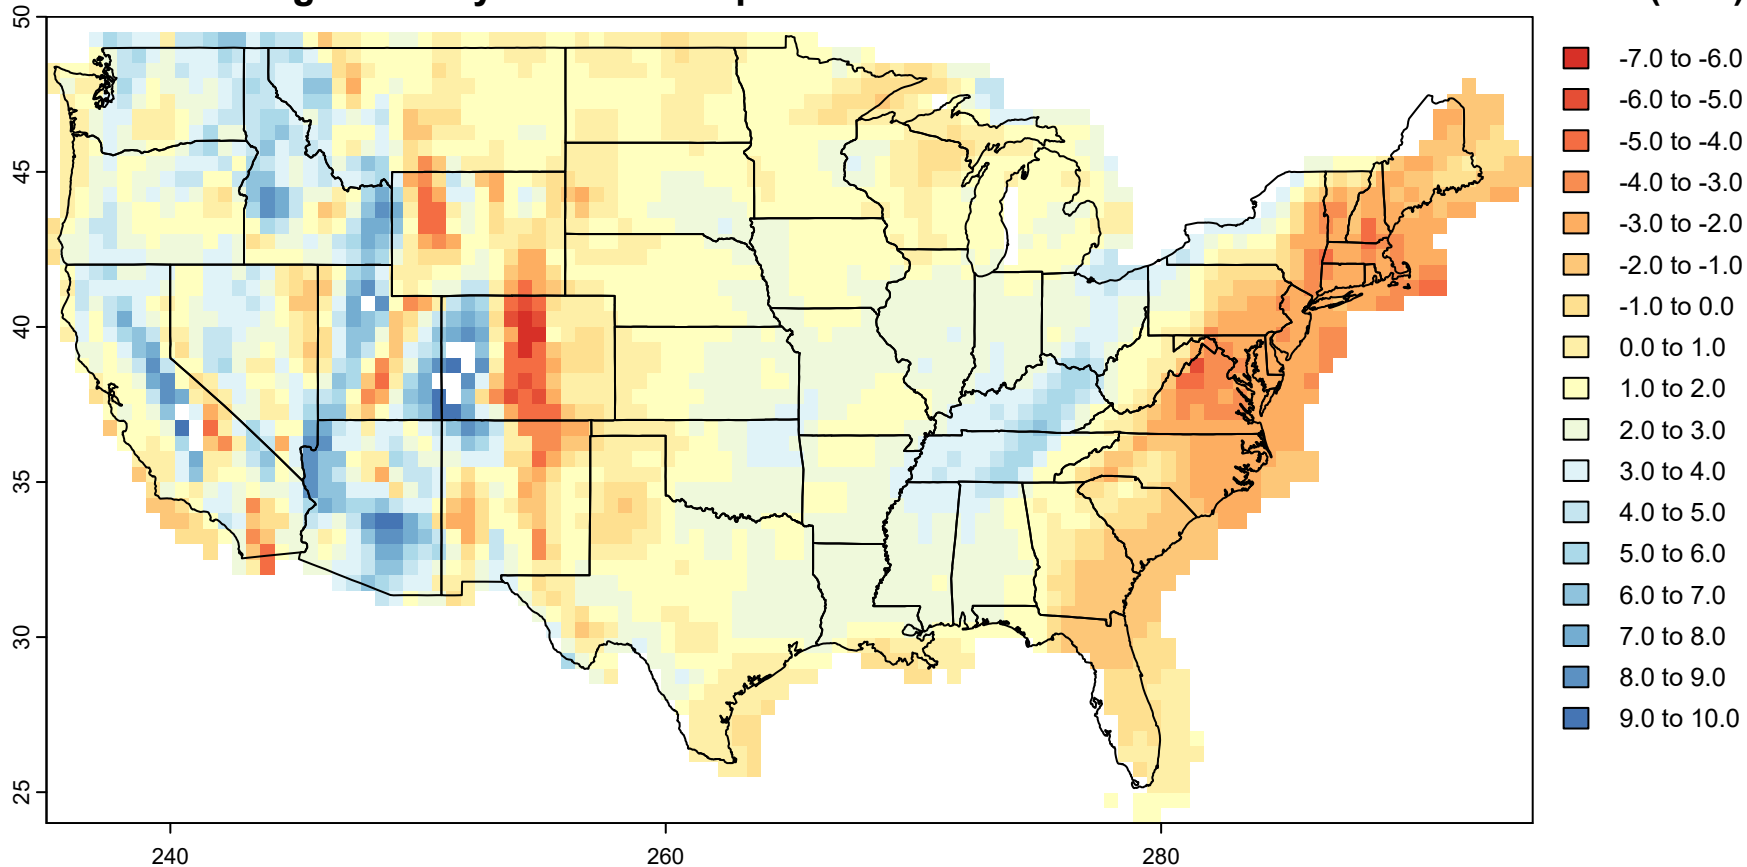 50
45
40
35
30
25
240
260
280
-7.0 to -6.0
-6.0 to -5.0
-5.0 to -4.0
-4.0 to -3.0
-3.0 to -2.0
-2.0 to -1.0
-1.0 to 0.0
0.0 to 1.0
1.0 to 2.0
2.0 to 3.0
3.0 to 4.0
4.0 to 5.0
5.0 to 6.0
6.0 to 7.0
7.0 to 8.0
8.0 to 9.0
9.0 to 10.0